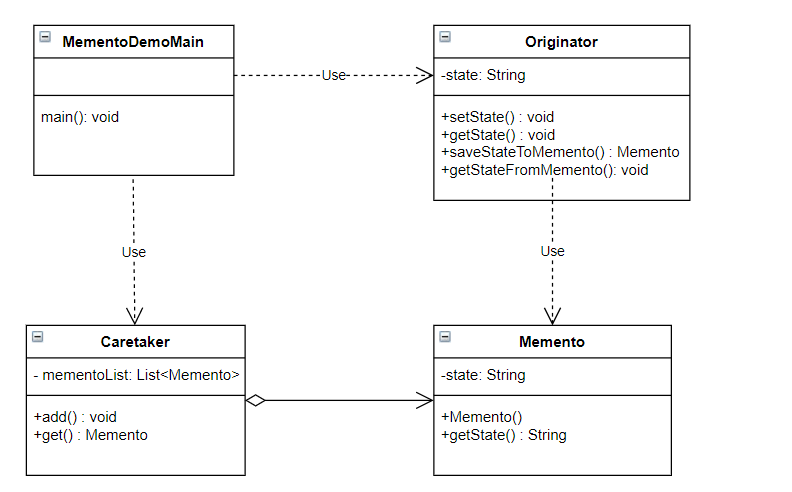 MementoDemoMain
main(): void
Use
Originator
-state: String
+setState() : void
+getState() : void
+saveStateToMemento() : Memento
+getStateFromMemento(): void
Use
Use
Caretaker
- mementoList: List<Memento>
+add() : void
+get() : Memento
Memento
-state: String
+Memento()
+getState() : String